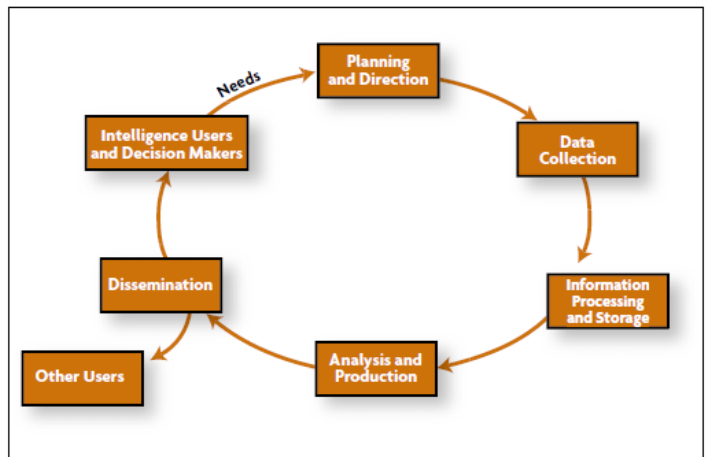 Planning
and Direction
Needs
Intelligence Users
and Decision Makers
Data
Collection
Dissemination
Information
Processing
and Storage
Analysis and
Production
Other Users